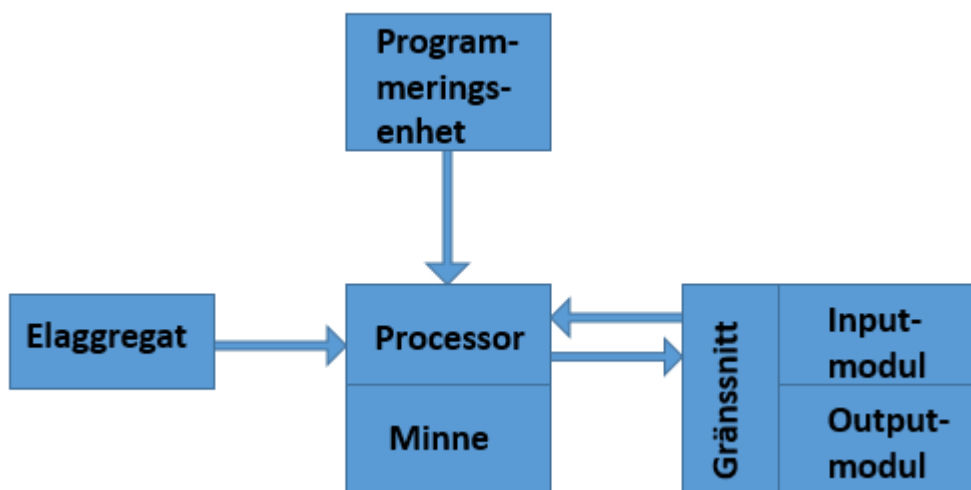 Program-
merings-
enhet
Elaggregat
Processor
Minne
Gränssnitt
Input-
modul
Output-
modul